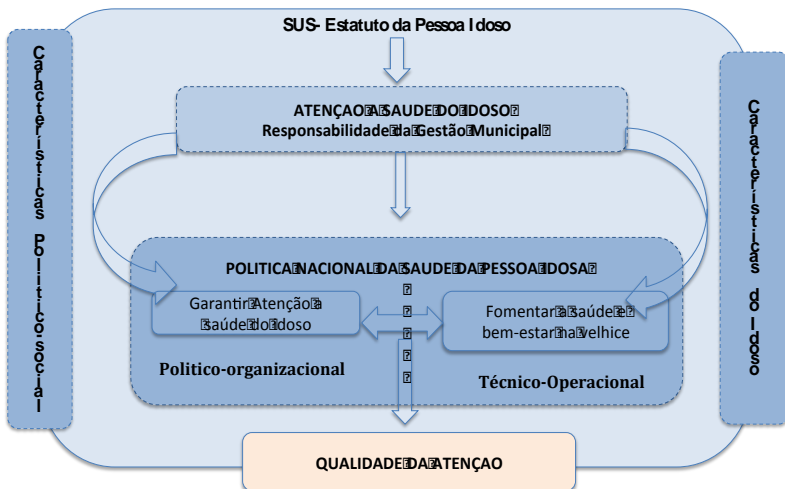 SUS- Estatuto da Pessoa Idoso
Características Político-social
ATENÇAO A SAUDE DO IDOSO
Responsabilidade da Gestão Municipal
Características do Idoso
POLITICA NACIONAL DA SAUDE DA PESSOA IDOSA
Garantir Atenção a
saúde do idoso
Fomentar a saúde e
bem-estar na velhice
Politico-organizacional
Técnico-Operacional
QUALIDADE DA ATENÇAO